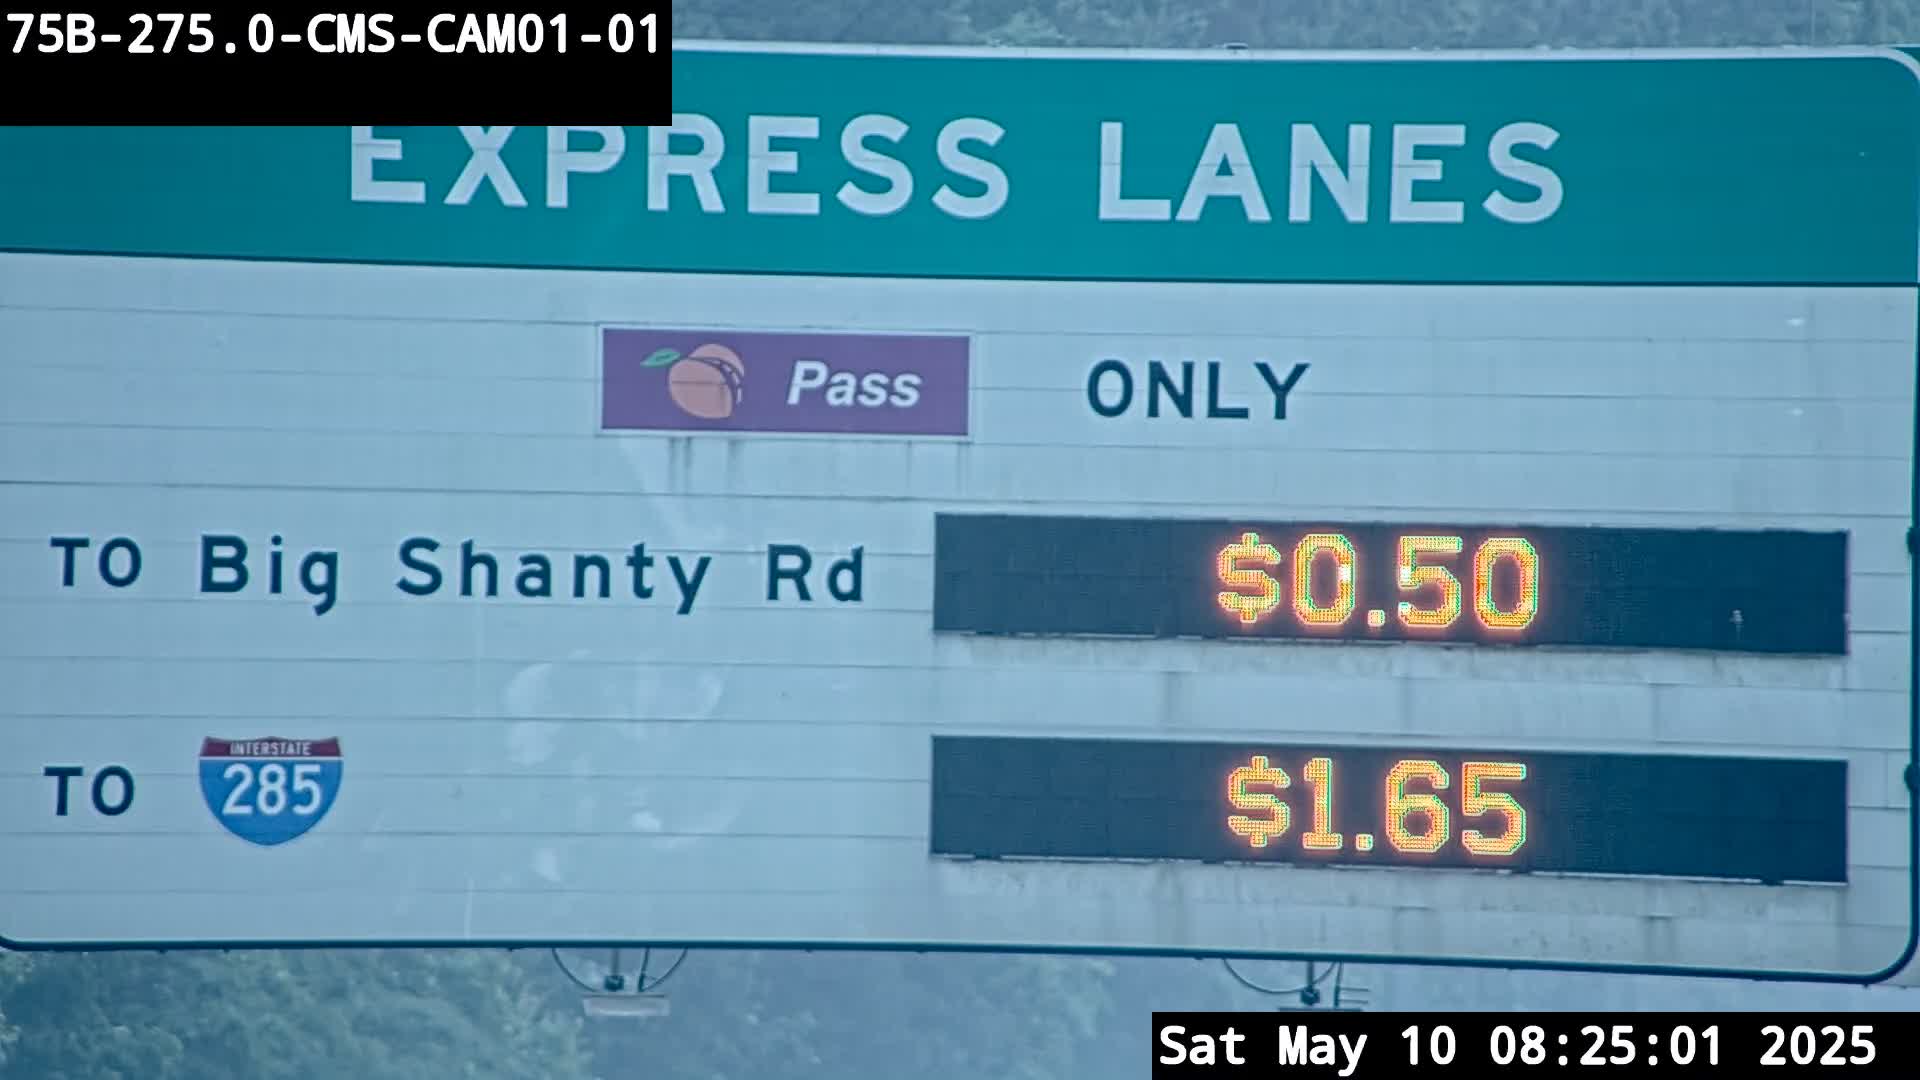 75B-275.0-CMS-CAM01-01
EXPRESS LANES
Pass ONLY
TO Big Shanty Rd $0.50
INTERSTATE
TO 285 $1.65
Sat May 10 08:25:01 2025